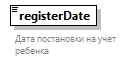 registerDate
Дата постановки на учет
ребенка